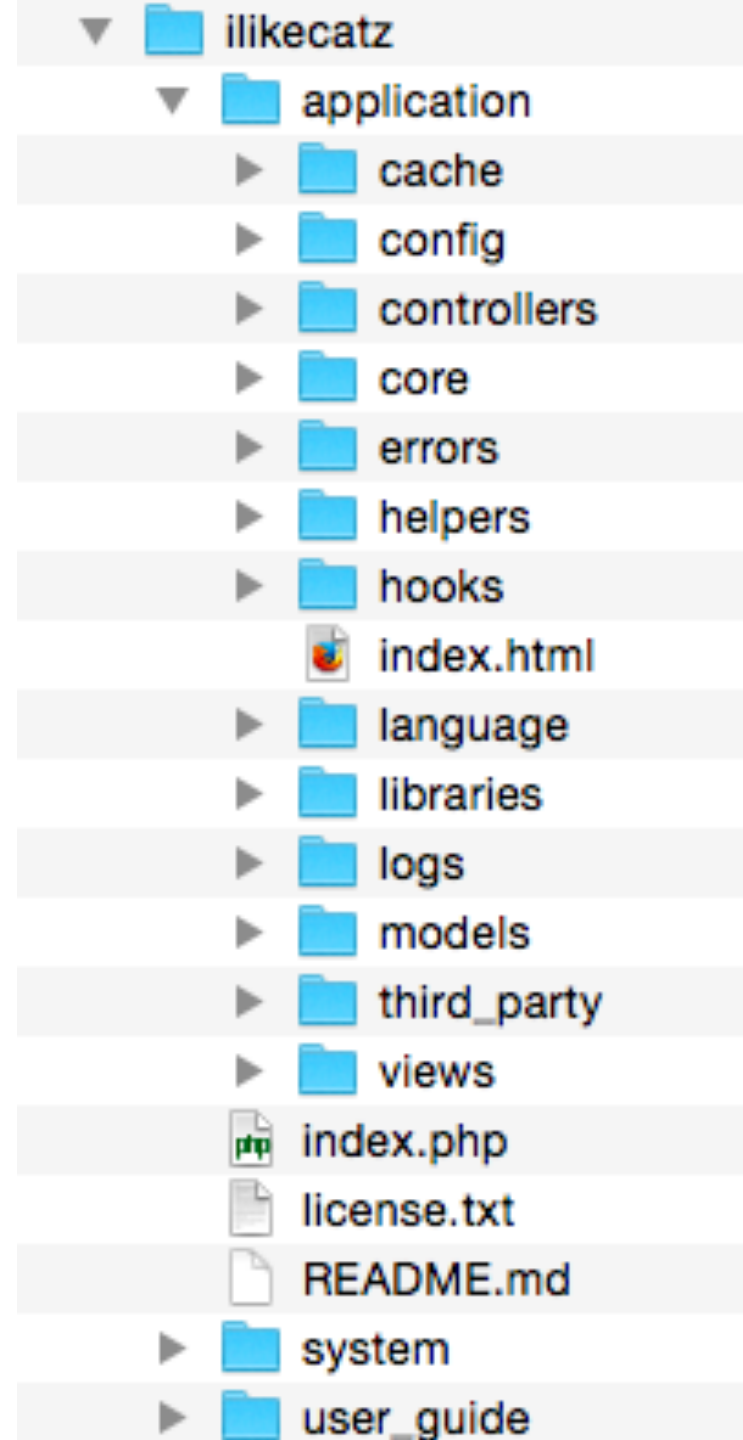 ilikecatz
application
cache
config
controllers
core
errors
helpers
hooks
index.html
language
libraries
logs
models
third_party
views
php index.php
license.txt
README.md
system
user_guide